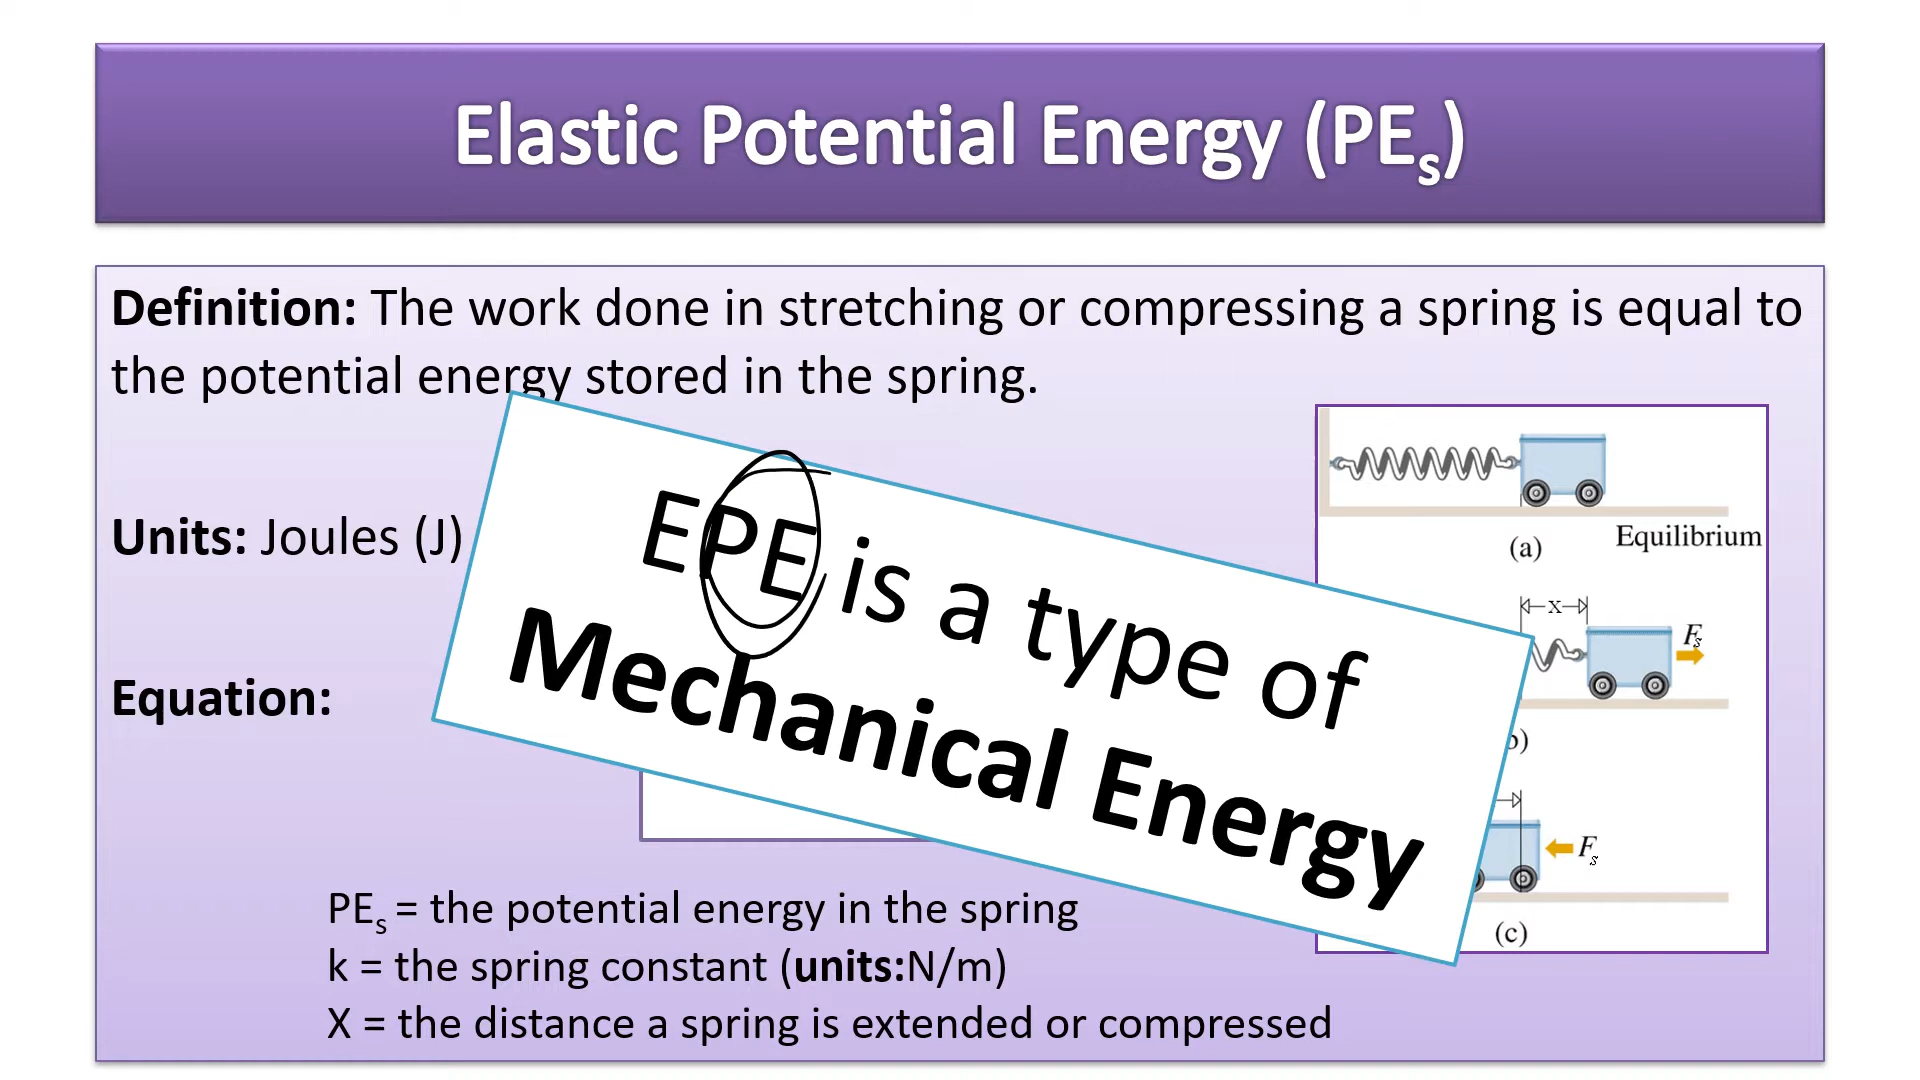 Elastic Potential Energy (PEs)
Definition: The work done in stretching or compressing a spring is equal to
the potential energy stored in the spring.
Units: Joules (J)
Equation:
EPE is a type of
Mechanical Energy
PEs = the potential energy in the spring
k = the spring constant (units:N/m)
X = the distance a spring is extended or compressed
(a)
Equilibrium
x
Fs
b)
Fs
(c)